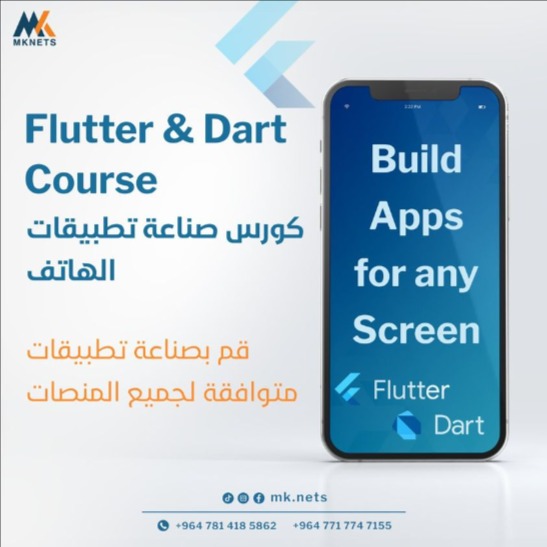 MKNETS
Flutter & Dart
Course
كورس صناعة تطبيقات
الهاتف
قم بصناعة تطبيقات
متوافقة لجميع المنصات
Build
Apps
for any
Screen
Flutter
Dart
mk.nets
+964 781 418 5862 +964 771 774 7155